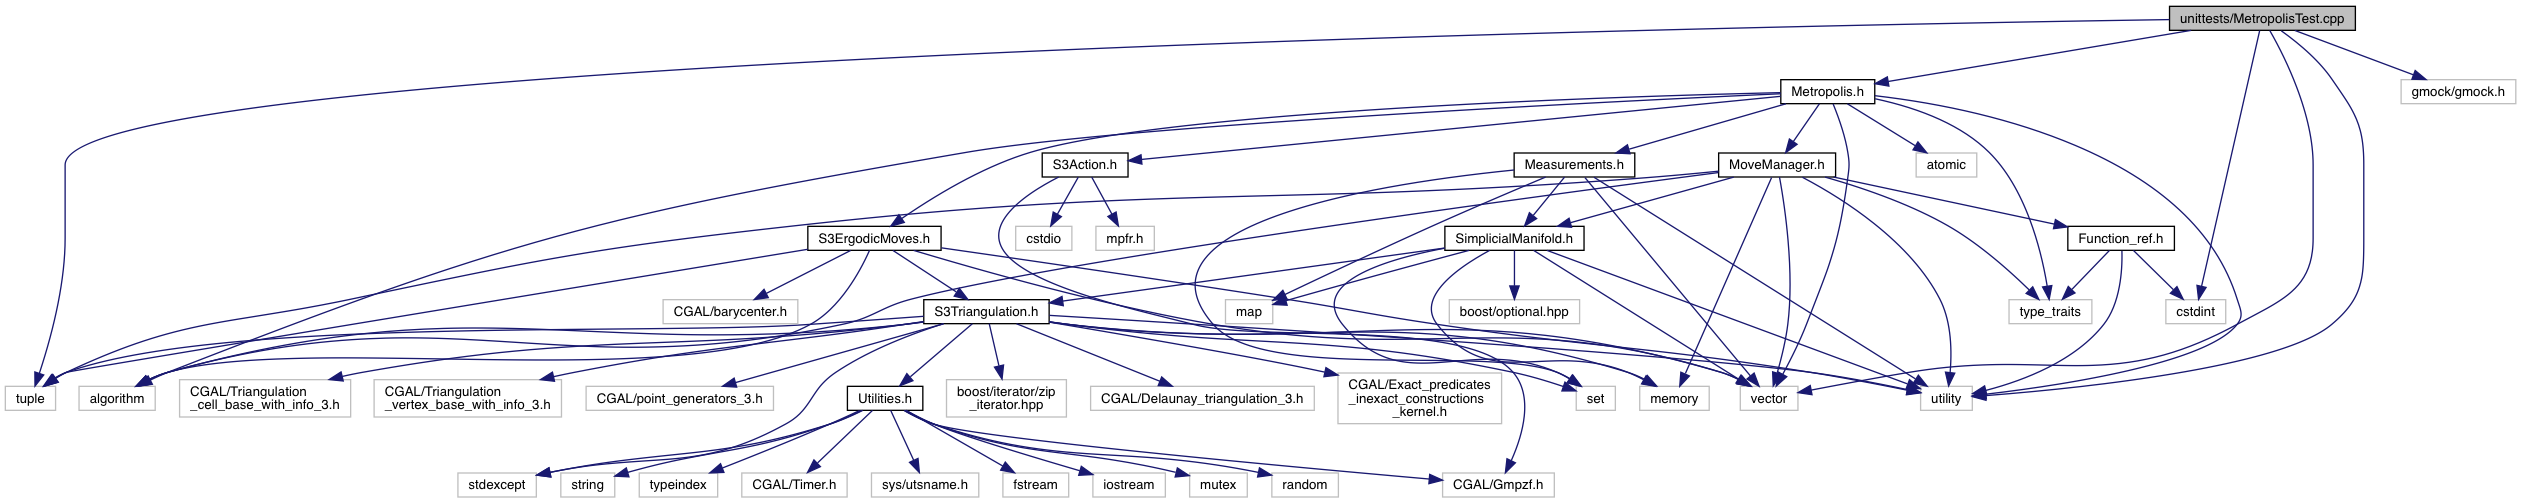 unittests/MetropolisTest.cpp
Metropolis.h
gmock/gmock.h
S3Action.h
Measurements.h
MoveManager.h
atomic
S3ErgodicMoves.h
cstdio
mpfr.h
SimplicialManifold.h
Function_ref.h
CGAL/barycenter.h
S3Triangulation.h
map
boost/optional.hpp
type_traits
cstdint
tuple
algorithm
CGAL/Triangulation
_cell_base_with_info_3.h
CGAL/Triangulation
_vertex_base_with_info_3.h
CGAL/point_generators_3.h
Utilities.h
boost/iterator/zip
_iterator.hpp
CGAL/Delaunay_triangulation_3.h
CGAL/Exact_predicates
_inexact_constructions
_kernel.h
set
memory
vector
utility
stdexcept
string
typeindex
CGAL/Timer.h
sys/utsname.h
fstream
iostream
mutex
random
CGAL/Gmpzf.h